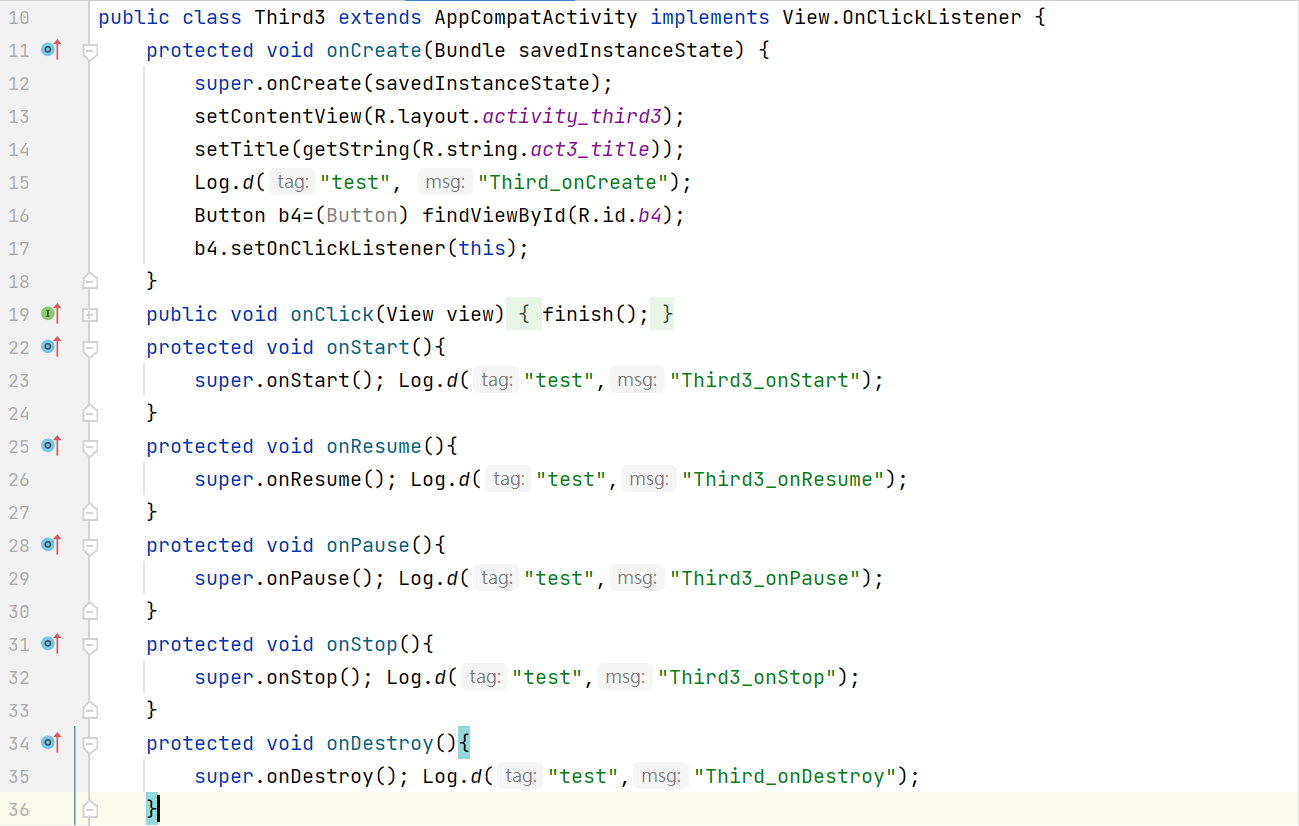 10 public class Third3 extends AppCompatActivity implements View.OnClickListener {
11 protected void onCreate(Bundle savedInstanceState) {
12 super.onCreate(savedInstanceState);
13 setContentView(R.layout.activity_third3);
14 setTitle(getString(R.string.act3_title));
15 Log.d( tag: "test", msg: "Third_onCreate");
16 Button b4=(Button) findViewById(R.id.b4);
17 b4.setOnClickListener(this);
18 }
19 public void onClick(View view) { finish(); }
22 protected void onStart(){
23 super.onStart(); Log.d( tag: "test", msg: "Third3_onStart");
24 }
25 protected void onResume(){
26 super.onResume(); Log.d( tag: "test", msg: "Third3_onResume");
27 }
28 protected void onPause(){
29 super.onPause(); Log.d( tag: "test", msg: "Third3_onPause");
30 }
31 protected void onStop(){
32 super.onStop(); Log.d( tag: "test", msg: "Third3_onStop");
33 }
34 protected void onDestroy(){
35 super.onDestroy(); Log.d( tag: "test", msg: "Third_onDestroy");
36 }